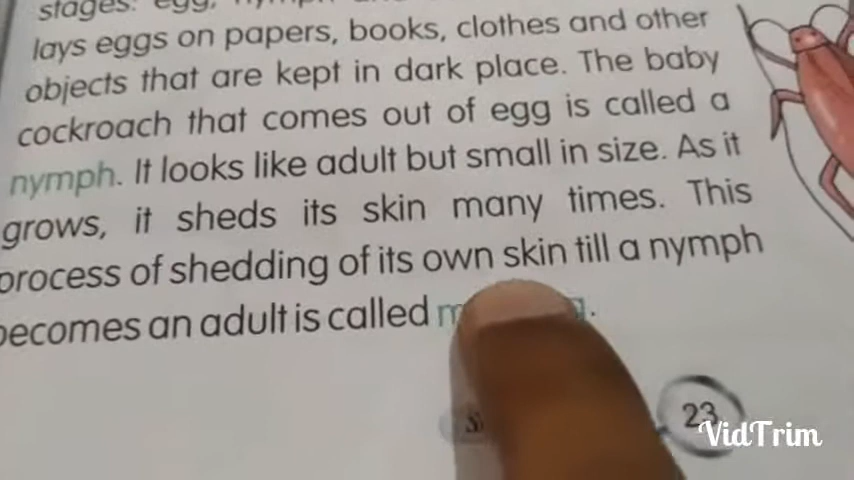 stages: egg,
lays eggs on papers, books, clothes and other
objects that are kept in dark place. The baby
cockroach that comes out of egg is called a
nymph. It looks like adult but small in size. As it
grows, it sheds its skin many times. This
process of shedding of its own skin till a nymph
becomes an adult is called
23
VidTrim